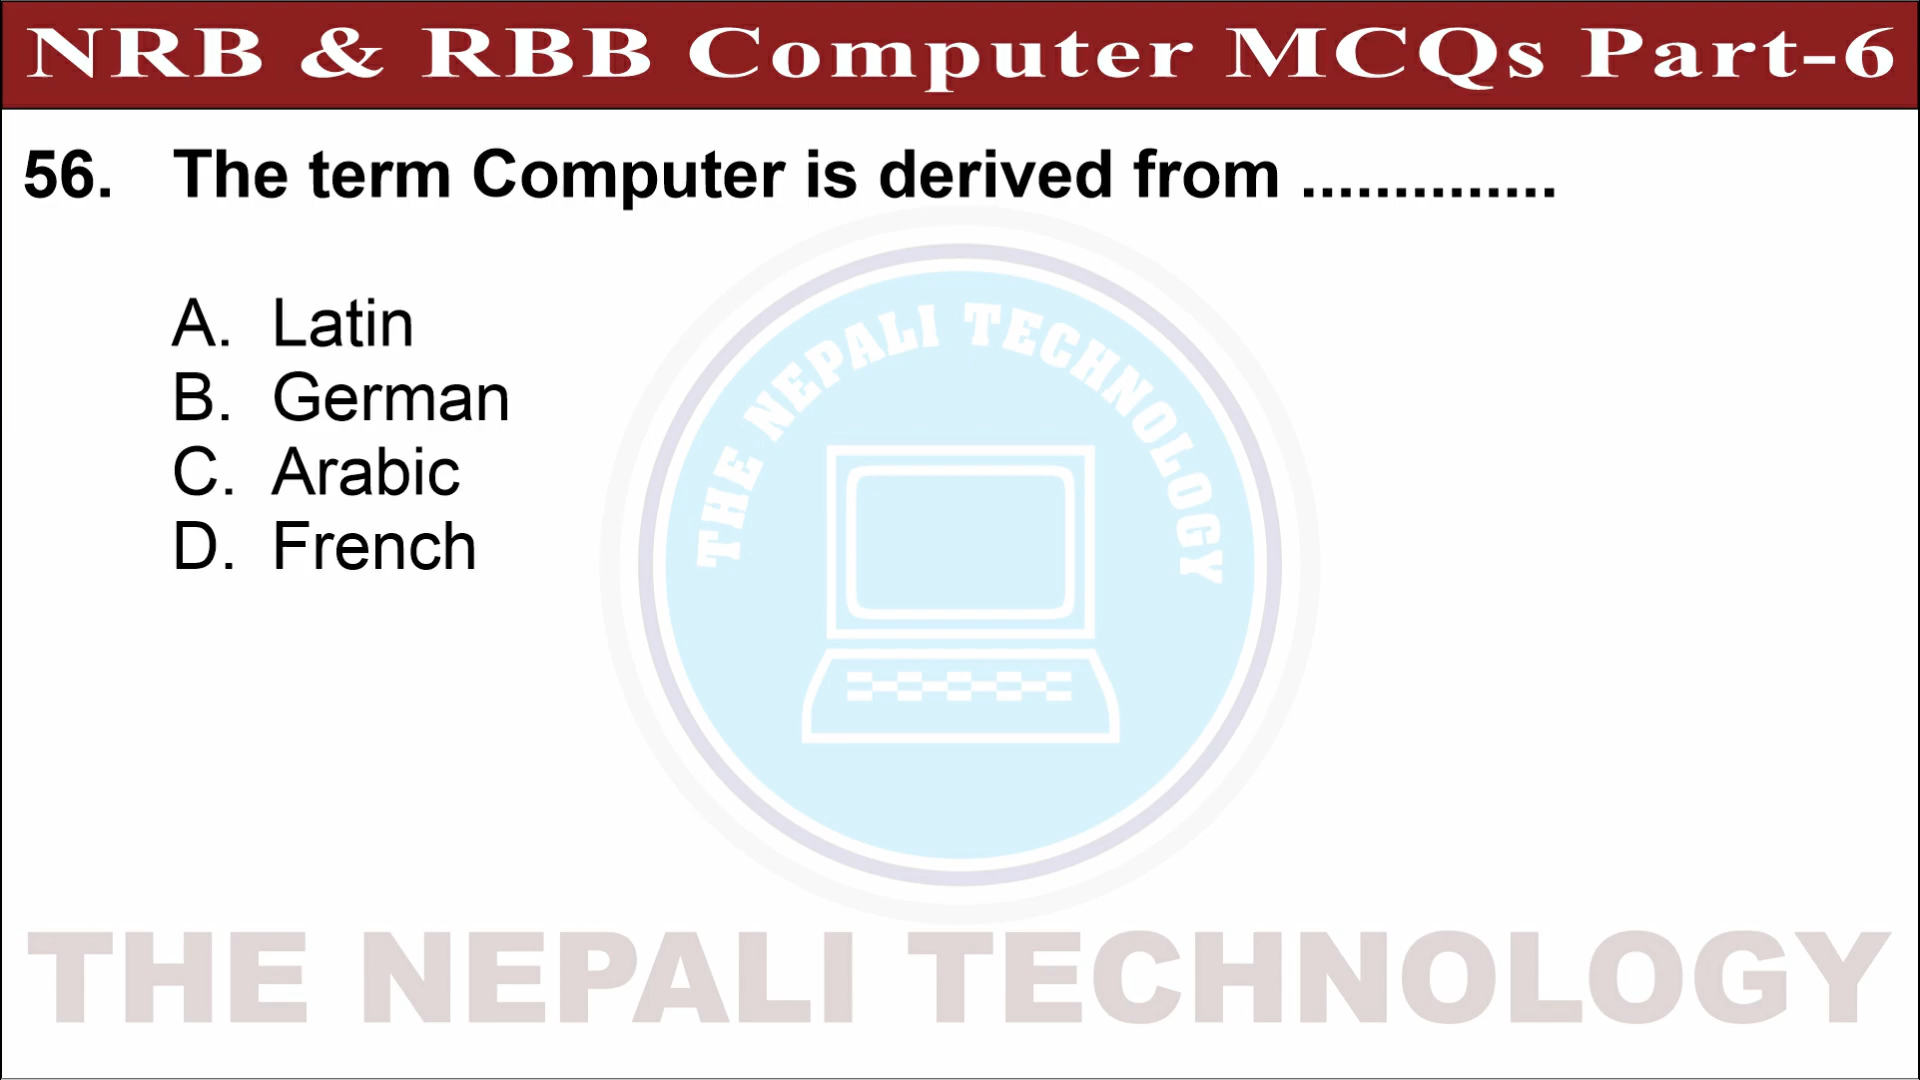 NRB & RBB Computer MCQs Part-6
56. The term Computer is derived from ..............
A. Latin
B. German
C. Arabic
D. French
THE NEPALI TECHNOLOGY
THE NEPALI TECHNOLOGY